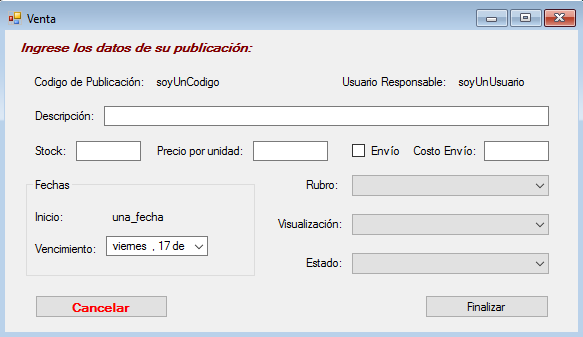 Venta
Ingrese los datos de su publicación:
Codigo de Publicación: soyUnCodigo Usuario Responsable: soyUnUsuario
Descripción:
Stock: Precio por unidad: Envío Costo Envío:
Fechas
Rubro:
Inicio: una_fecha
Visualización:
Vencimiento: viernes , 17 de
Estado:
Cancelar Finalizar